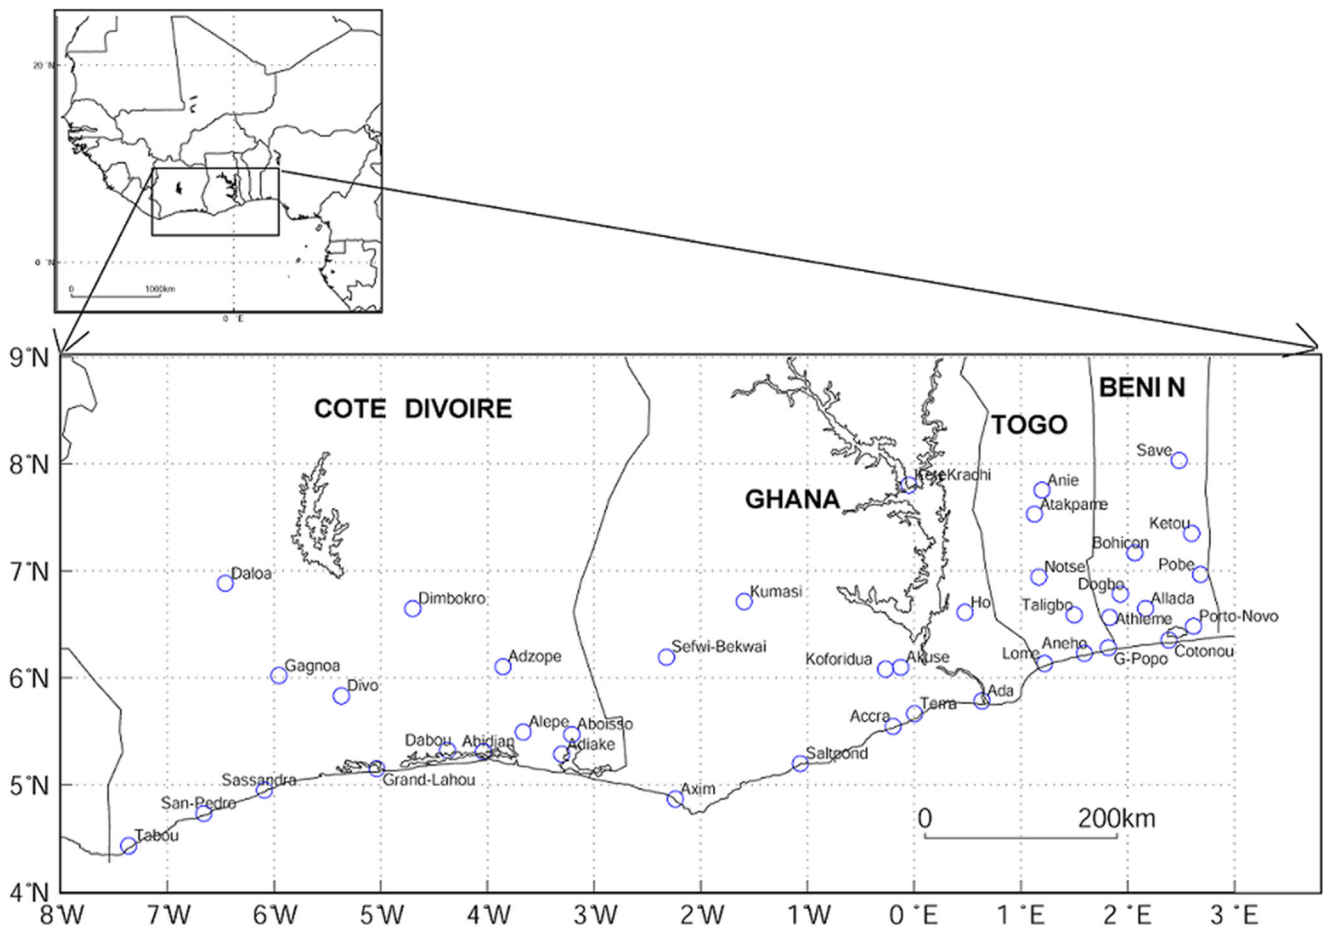 20 °N
0 °N
0 1000km
0 °E
9°N
COTE DIVOIRE
BENI N
TOGO
8°N
Save
KeteKrachi
Anie
GHANA
Atakpame
Ketou
Bohicon
7°N
Daloa
Notse
Pobe
Dimbokro
Kumasi
Dogbo
Ho
Taligbo
Allada
Athieme
Porto-Novo
Sefwi-Bekwai
Adzope
Koforidua
Akuse
Lome
Aneho
G-Popo
Cotonou
Gagnoa
6°N
Divo
Ada
Tema
Accra
Alepe
Aboisso
Dabou
Abidjan
Adiake
Saltpond
Sassandra
Grand-Lahou
5°N
Axim
San-Pedro
0 200km
Tabou
4°N
8°W 7°W 6°W 5°W 4°W 3°W 2°W 1°W 0°E 1°E 2°E 3°E